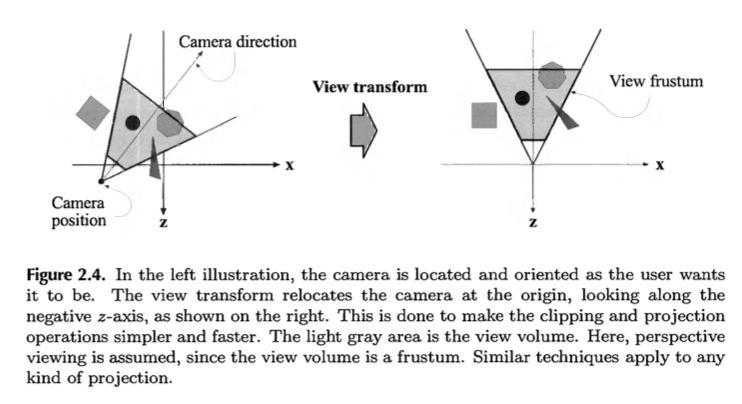 Camera direction
View transform
View frustum
x
x
Camera
position
z
z
Figure 2.4. In the left illustration, the camera is located and oriented as the user wants
it to be. The view transform relocates the camera at the origin, looking along the
negative z-axis, as shown on the right. This is done to make the clipping and projection
operations simpler and faster. The light gray area is the view volume. Here, perspective
viewing is assumed, since the view volume is a frustum. Similar techniques apply to any
kind of projection.